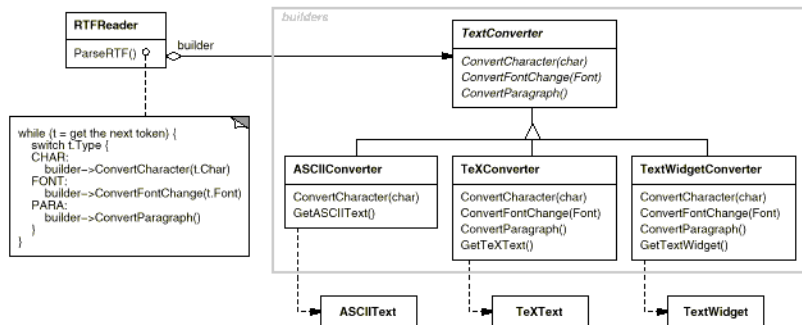 builders
RTFReader
ParseRTF()
builder
TextConverter
ConvertCharacter(char)
ConvertFontChange(Font)
ConvertParagraph()
while (t = get the next token) {
switch t.Type {
CHAR:
builder->ConvertCharacter(t.Char)
FONT:
builder->ConvertFontChange(t.Font)
PARA:
builder->ConvertParagraph()
}
}
ASCIIConverter
ConvertCharacter(char)
GetASCIIText()
TeXConverter
ConvertCharacter(char)
ConvertFontChange(Font)
ConvertParagraph()
GetTeXText()
TextWidgetConverter
ConvertCharacter(char)
ConvertFontChange(Font)
ConvertParagraph()
GetTextWidget()
ASCIIText
TeXText
TextWidget